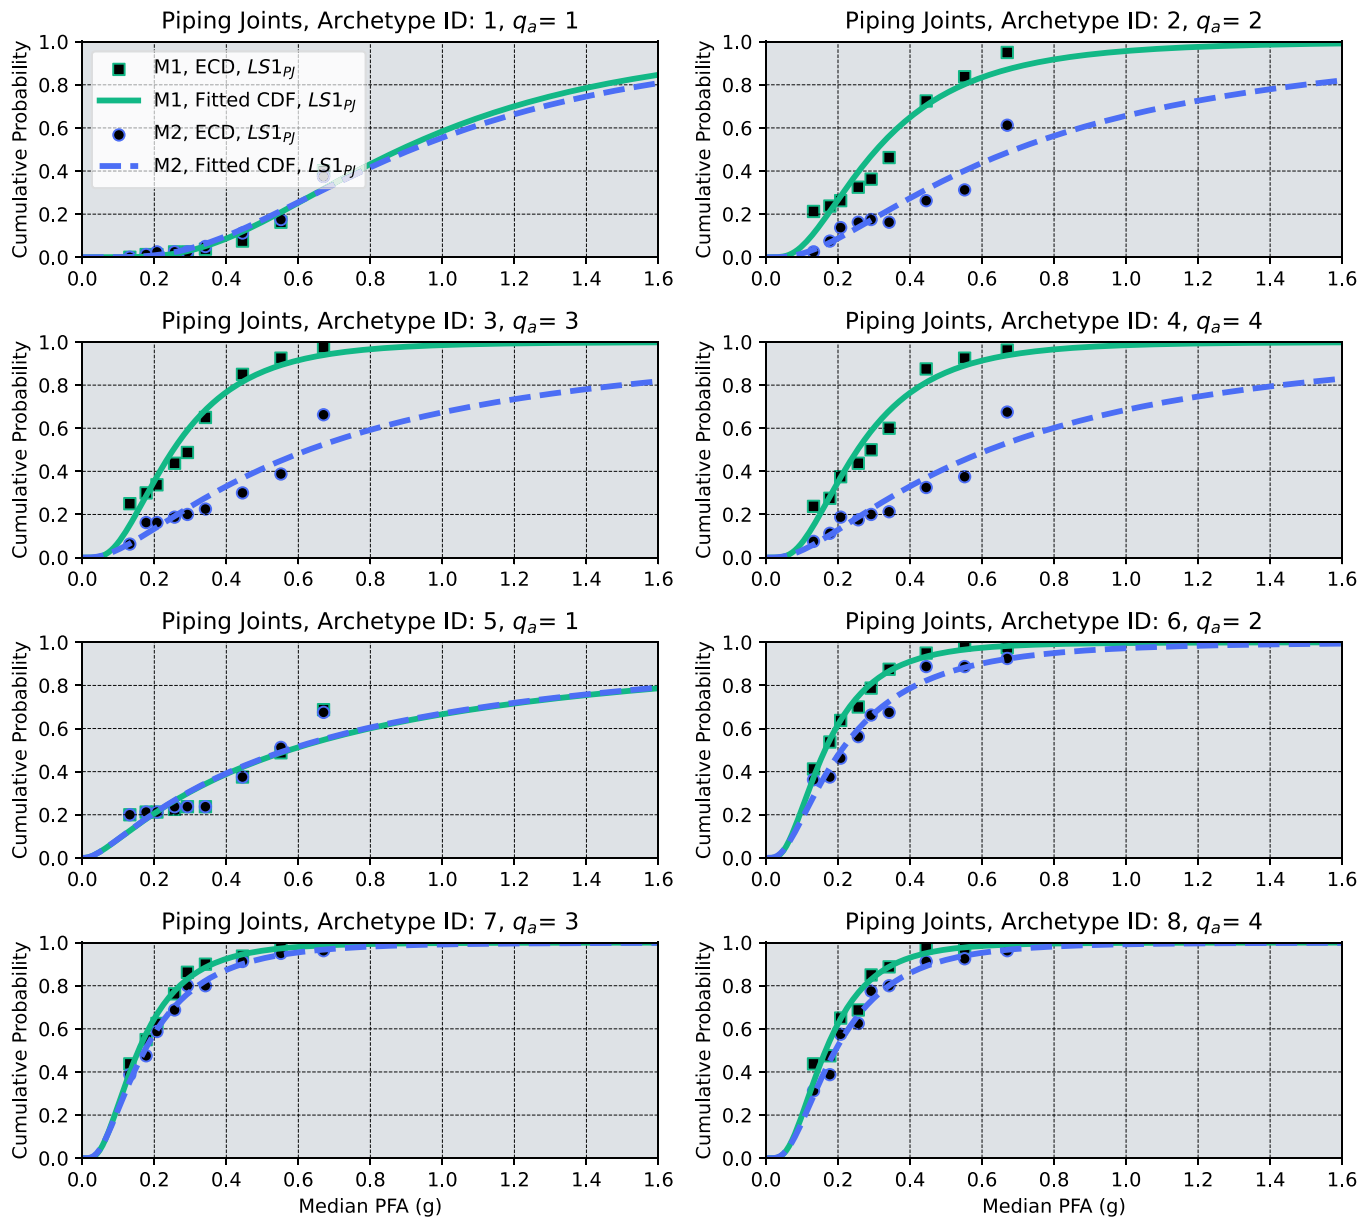 Piping Joints, Archetype ID: 1, qₐ= 1
Cumulative Probability
1.0
0.8
0.6
0.4
0.2
0.0
M1, ECD, LS1PJ
M1, Fitted CDF, LS1PJ
M2, ECD, LS1PJ
M2, Fitted CDF, LS1PJ
0.0 0.2 0.4 0.6 0.8 1.0 1.2 1.4 1.6
Piping Joints, Archetype ID: 2, qₐ= 2
Cumulative Probability
1.0
0.8
0.6
0.4
0.2
0.0
0.0 0.2 0.4 0.6 0.8 1.0 1.2 1.4 1.6
Piping Joints, Archetype ID: 3, qₐ= 3
Cumulative Probability
1.0
0.8
0.6
0.4
0.2
0.0
0.0 0.2 0.4 0.6 0.8 1.0 1.2 1.4 1.6
Piping Joints, Archetype ID: 4, qₐ= 4
Cumulative Probability
1.0
0.8
0.6
0.4
0.2
0.0
0.0 0.2 0.4 0.6 0.8 1.0 1.2 1.4 1.6
Piping Joints, Archetype ID: 5, qₐ= 1
Cumulative Probability
1.0
0.8
0.6
0.4
0.2
0.0
0.0 0.2 0.4 0.6 0.8 1.0 1.2 1.4 1.6
Piping Joints, Archetype ID: 6, qₐ= 2
Cumulative Probability
1.0
0.8
0.6
0.4
0.2
0.0
0.0 0.2 0.4 0.6 0.8 1.0 1.2 1.4 1.6
Piping Joints, Archetype ID: 7, qₐ= 3
Cumulative Probability
1.0
0.8
0.6
0.4
0.2
0.0
0.0 0.2 0.4 0.6 0.8 1.0 1.2 1.4 1.6
Median PFA (g)
Piping Joints, Archetype ID: 8, qₐ= 4
Cumulative Probability
1.0
0.8
0.6
0.4
0.2
0.0
0.0 0.2 0.4 0.6 0.8 1.0 1.2 1.4 1.6
Median PFA (g)